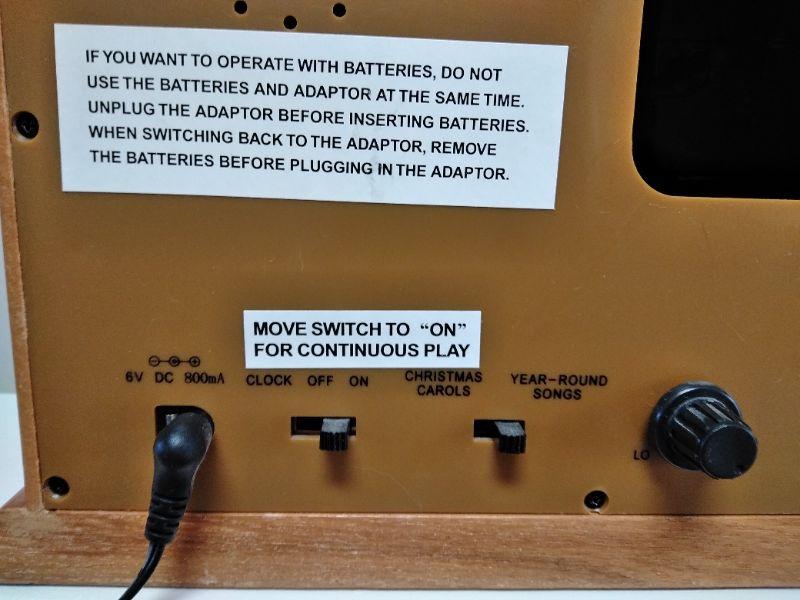 IF YOU WANT TO OPERATE WITH BATTERIES, DO NOT
USE THE BATTERIES AND ADAPTOR AT THE SAME TIME.
UNPLUG THE ADAPTOR BEFORE INSERTING BATTERIES.
WHEN SWITCHING BACK TO THE ADAPTOR, REMOVE
THE BATTERIES BEFORE PLUGGING IN THE ADAPTOR.
MOVE SWITCH TO "ON"
FOR CONTINUOUS PLAY
6V DC 800mA
CLOCK OFF ON
CHRISTMAS
CAROLS
YEAR-ROUND
SONGS
LO